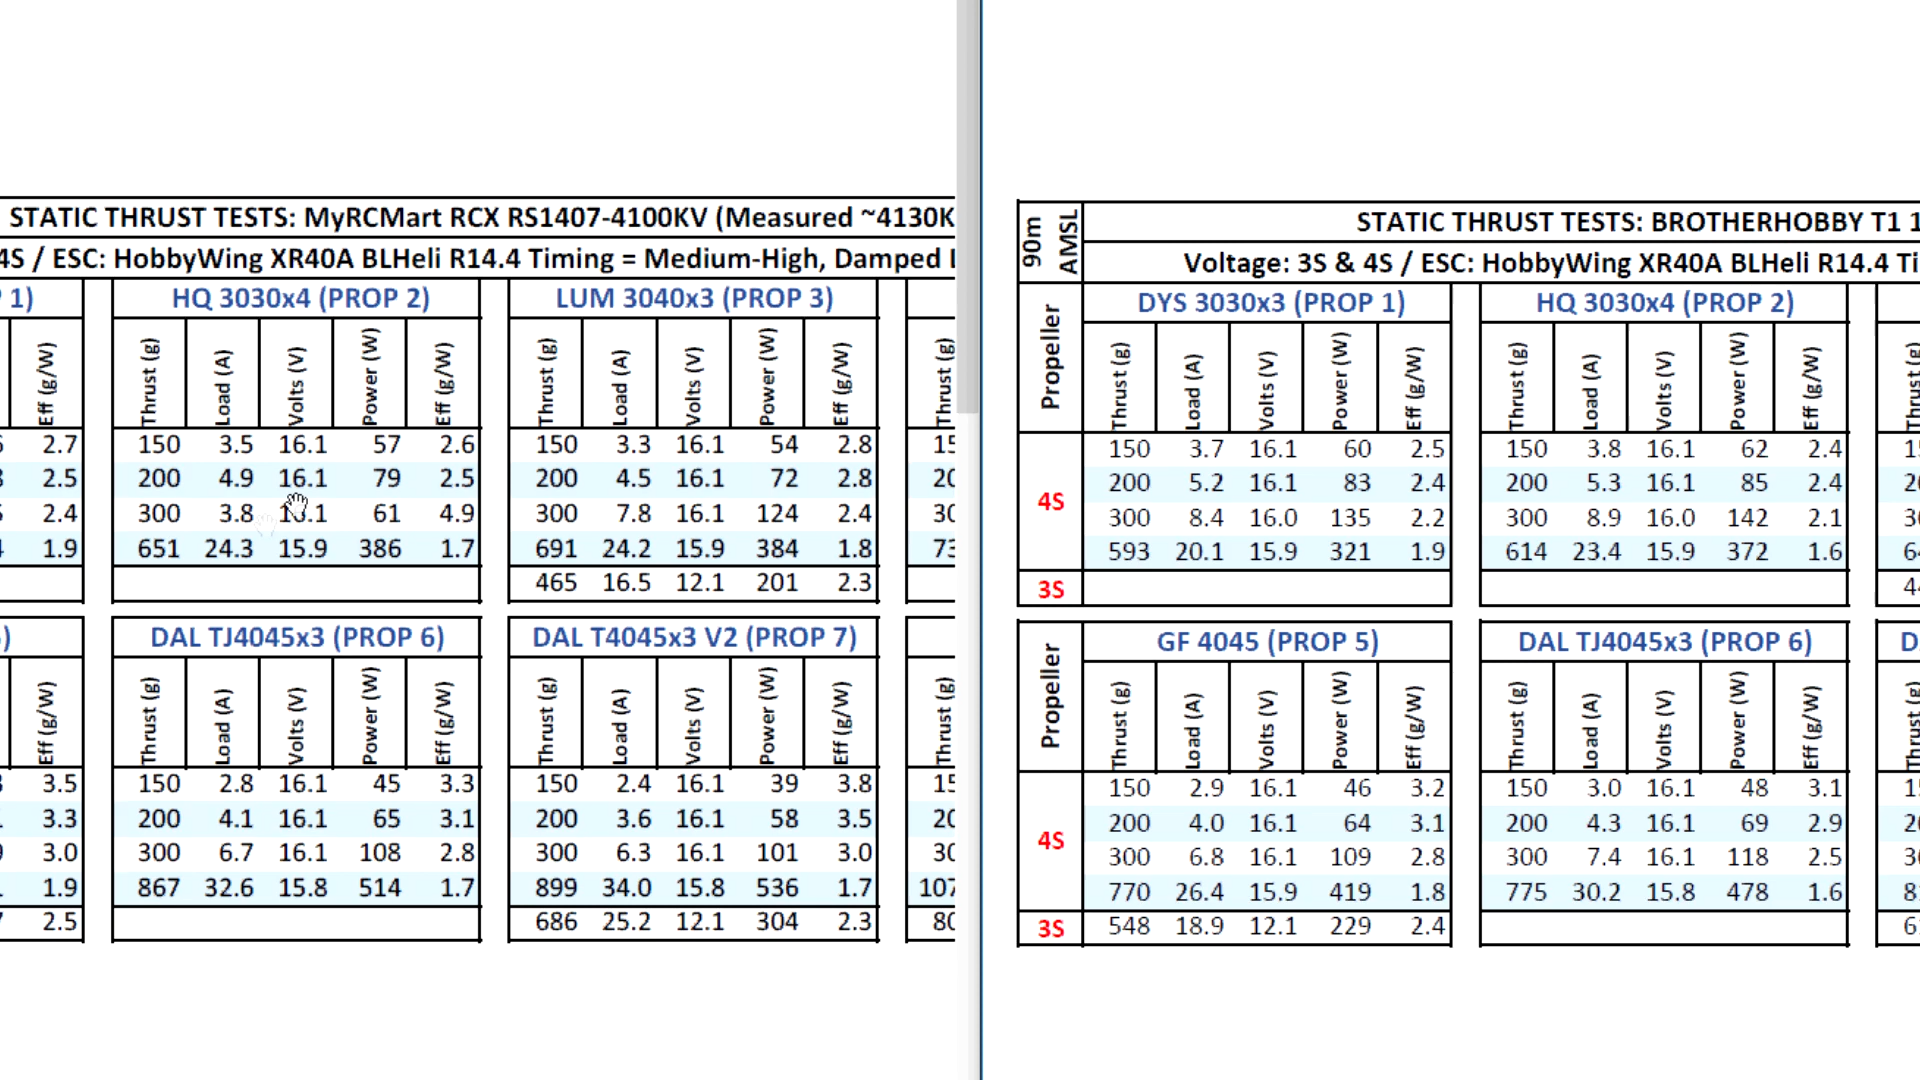 STATIC THRUST TESTS: MyRCMart RCX RS1407-4100KV (Measured ~4130K
4S / ESC: HobbyWing XR40A BLHeli R14.4 Timing = Medium-High, Damped
1) HQ 3030x4 (PROP 2) LUM 3040x3 (PROP 3)
Eff (g/W) Thrust (g) Load (A) Volts (V) Power (W) Eff (g/W) Thrust (g) Load (A) Volts (V) Power (W) Eff (g/W) Thrust (g)
2.7 150 3.5 16.1 57 2.6 150 3.3 16.1 54 2.8
2.5 200 4.9 16.1 79 2.5 200 4.5 16.1 72 2.8
2.4 300 3.8 16.1 61 4.9 300 7.8 16.1 124 2.4
1.9 651 24.3 15.9 386 1.7 691 24.2 15.9 384 1.8
465 16.5 12.1 201 2.3
) DAL TJ4045x3 (PROP 6) DAL T4045x3 V2 (PROP 7)
Eff (g/W) Thrust (g) Load (A) Volts (V) Power (W) Eff (g/W) Thrust (g) Load (A) Volts (V) Power (W) Eff (g/W) Thrust (g)
3.5 150 2.8 16.1 45 3.3 150 2.4 16.1 39 3.8
3.3 200 4.1 16.1 65 3.1 200 3.6 16.1 58 3.5
3.0 300 6.7 16.1 108 2.8 300 6.3 16.1 101 3.0
1.9 867 32.6 15.8 514 1.7 899 34.0 15.8 536 1.7 107
2.5 686 25.2 12.1 304 2.3 80
90m AMSL
STATIC THRUST TESTS: BROTHERHOBBY T1 1
Voltage: 3S & 4S / ESC: HobbyWing XR40A BLHeli R14.4 Ti
Propeller DYS 3030x3 (PROP 1) HQ 3030x4 (PROP 2)
Thrust (g) Load (A) Volts (V) Power (W) Eff (g/W) Thrust (g) Load (A) Volts (V) Power (W) Eff (g/W) Thrust (g)
4S
150 3.7 16.1 60 2.5 150 3.8 16.1 62 2.4
200 5.2 16.1 83 2.4 200 5.3 16.1 85 2.4
300 8.4 16.0 135 2.2 300 8.9 16.0 142 2.1
593 20.1 15.9 321 1.9 614 23.4 15.9 372 1.6
3S
Propeller GF 4045 (PROP 5) DAL TJ4045x3 (PROP 6)
Thrust (g) Load (A) Volts (V) Power (W) Eff (g/W) Thrust (g) Load (A) Volts (V) Power (W) Eff (g/W) Thrust (g)
4S
150 2.9 16.1 46 3.2 150 3.0 16.1 48 3.1
200 4.0 16.1 64 3.1 200 4.3 16.1 69 2.9
300 6.8 16.1 109 2.8 300 7.4 16.1 118 2.5
770 26.4 15.9 419 1.8 775 30.2 15.8 478 1.6
3S 548 18.9 12.1 229 2.4